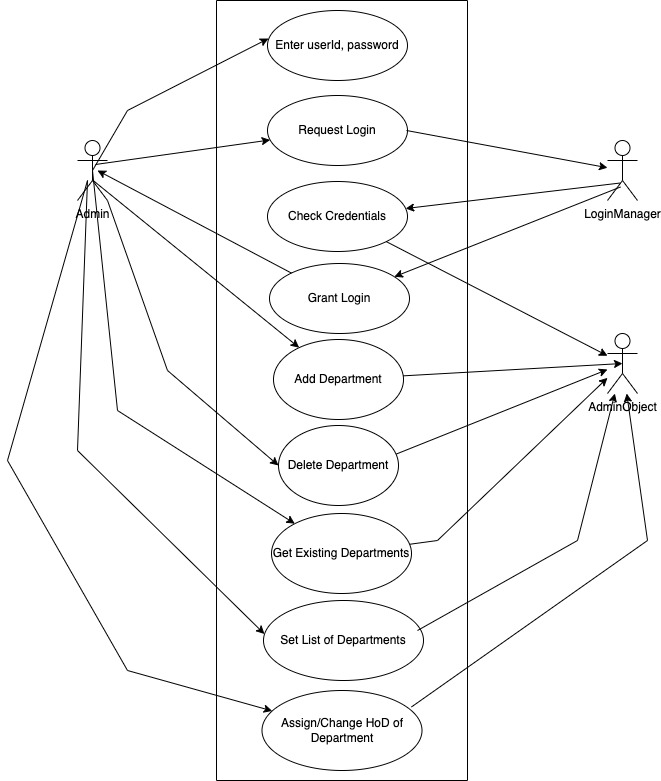 Enter userId, password
Request Login
Admin
LoginManager
Check Credentials
Grant Login
Add Department
AdminObject
Delete Department
Get Existing Departments
Set List of Departments
Assign/Change HoD of
Department